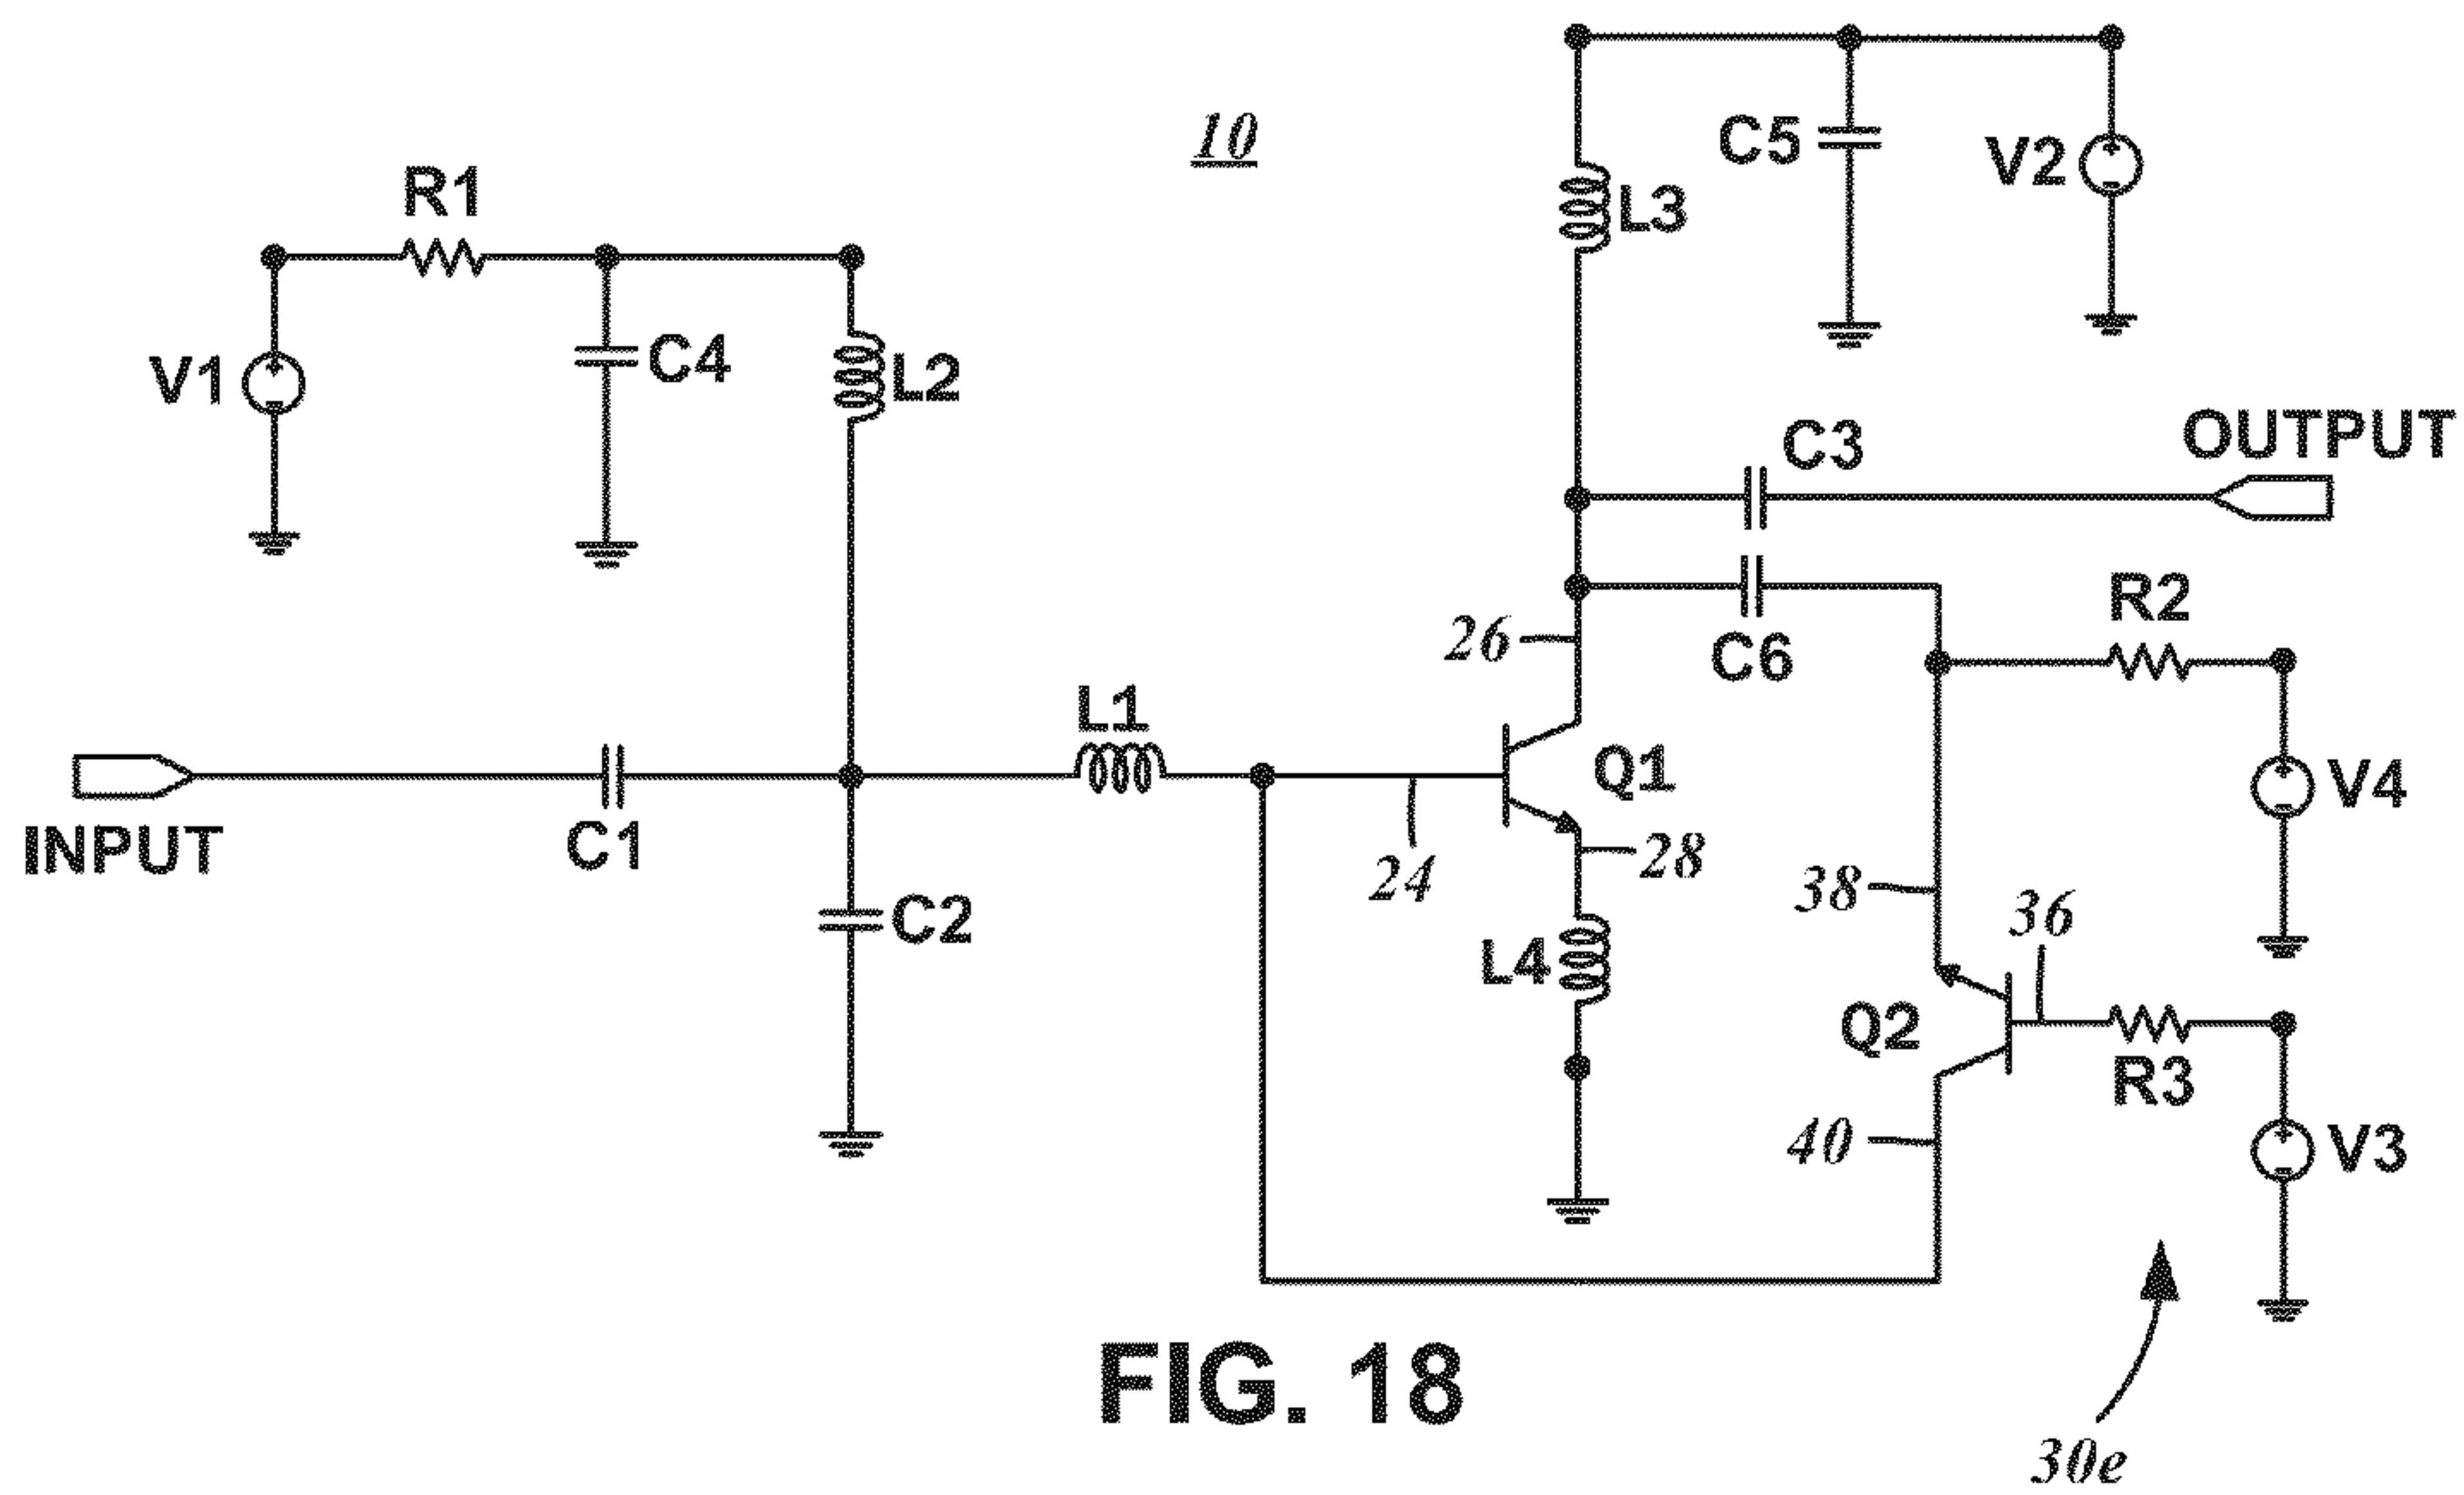 10
C5
V2
R1
L3
V1
C4
L2
C3
OUTPUT
R2
26
C6
L1
Q1
V4
INPUT
C1
24
28
38
36
C2
L4
Q2
R3
40
V3
30e
FIG. 18